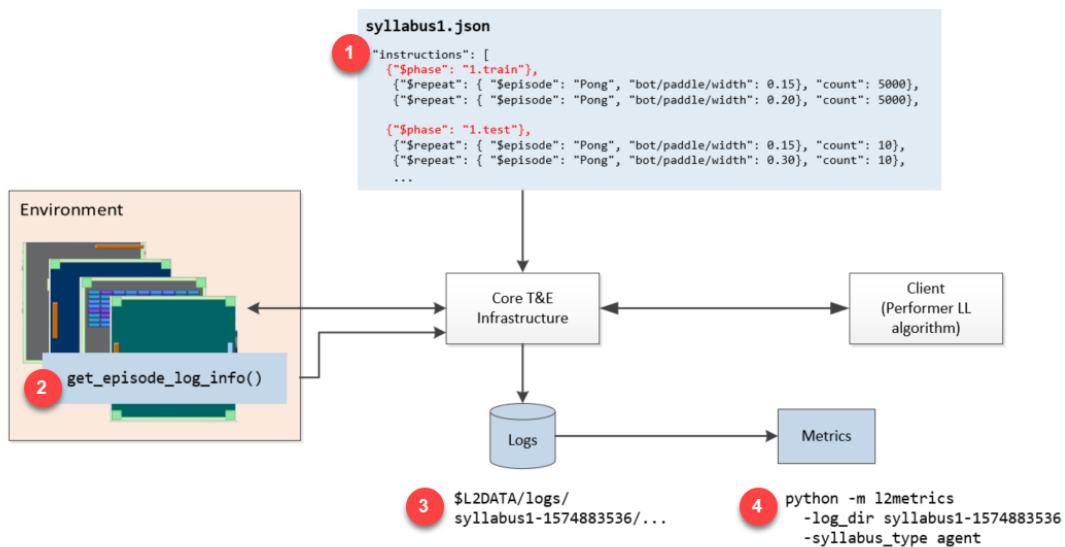 syllabus1.json
1
"instructions": [
{"$phase": "1.train"},
{"$repeat": { "$episode": "Pong", "bot/paddle/width": 0.15}, "count": 5000},
{"$repeat": { "$episode": "Pong", "bot/paddle/width": 0.20}, "count": 5000},
{"$phase": "1.test"},
{"$repeat": { "$episode": "Pong", "bot/paddle/width": 0.15}, "count": 10},
{"$repeat": { "$episode": "Pong", "bot/paddle/width": 0.30}, "count": 10},
...
Environment
Core T&E
Infrastructure
Client
(Performer LL
algorithm)
2
get_episode_log_info()
Logs
Metrics
3
$L2DATA/logs/
syllabus1-1574883536/...
4
python -m l2metrics
-log_dir syllabus1-1574883536
-syllabus_type agent